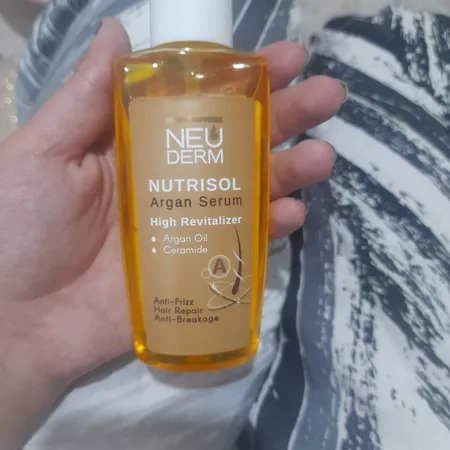 NEU
DERM
NUTRISOL
Argan Serum
High Revitalizer
Argan Oil
Ceramide
A
Anti-Frizz
Hair Repair
Anti-Breakage